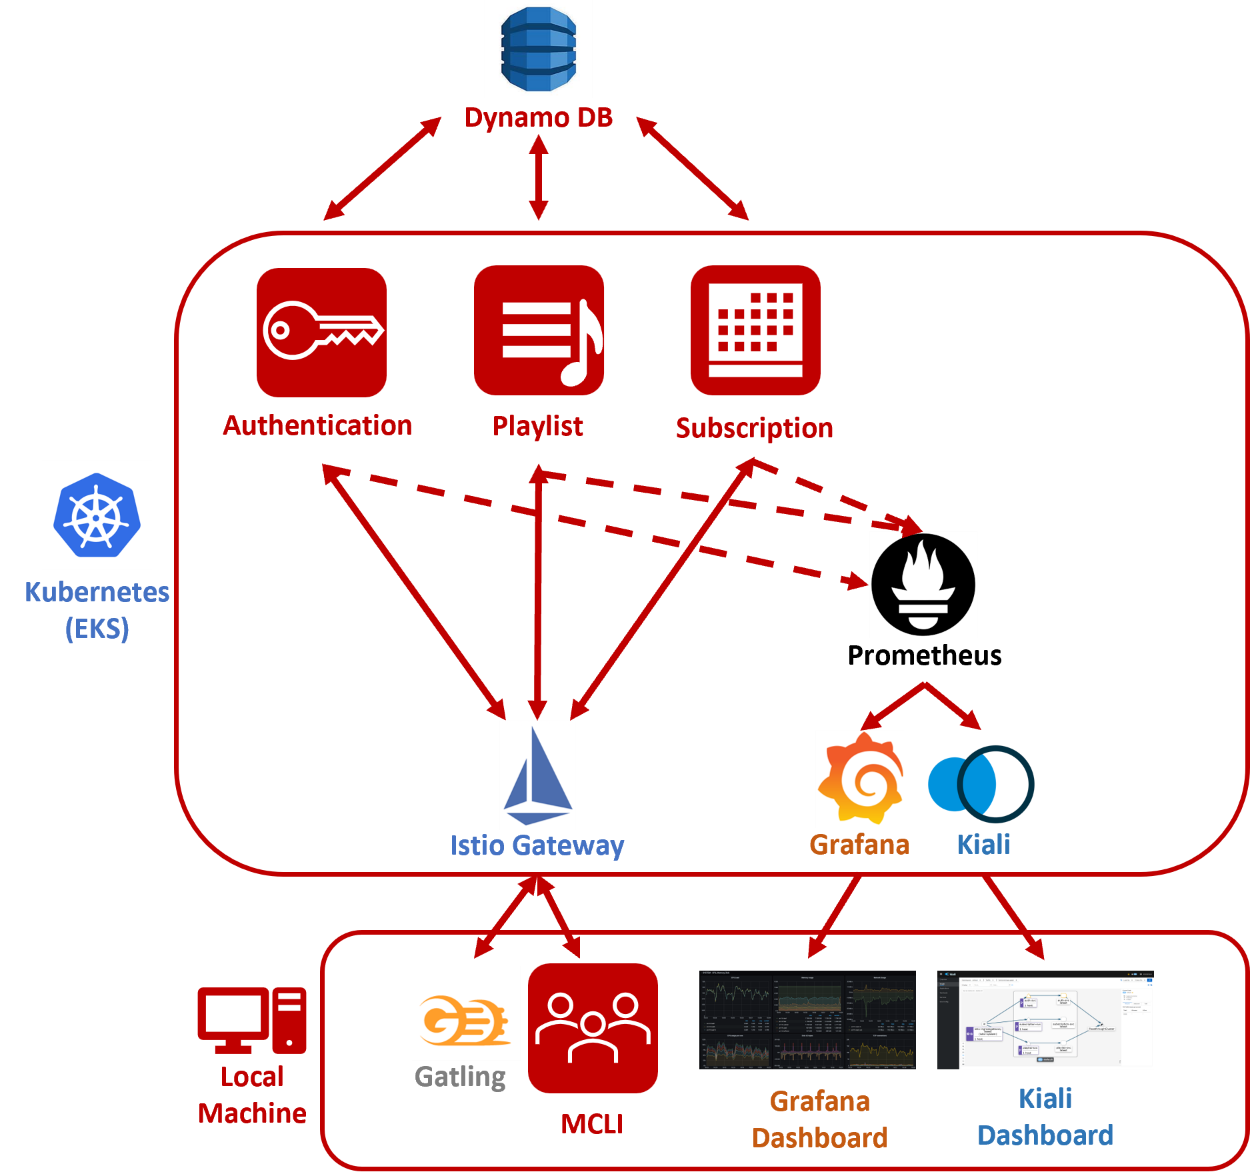 Dynamo DB
Authentication
Playlist
Subscription
Kubernetes
(EKS)
Prometheus
Istio Gateway
Grafana
Kiali
Local
Machine
Gatling
MCLI
Grafana
Dashboard
Kiali
Dashboard